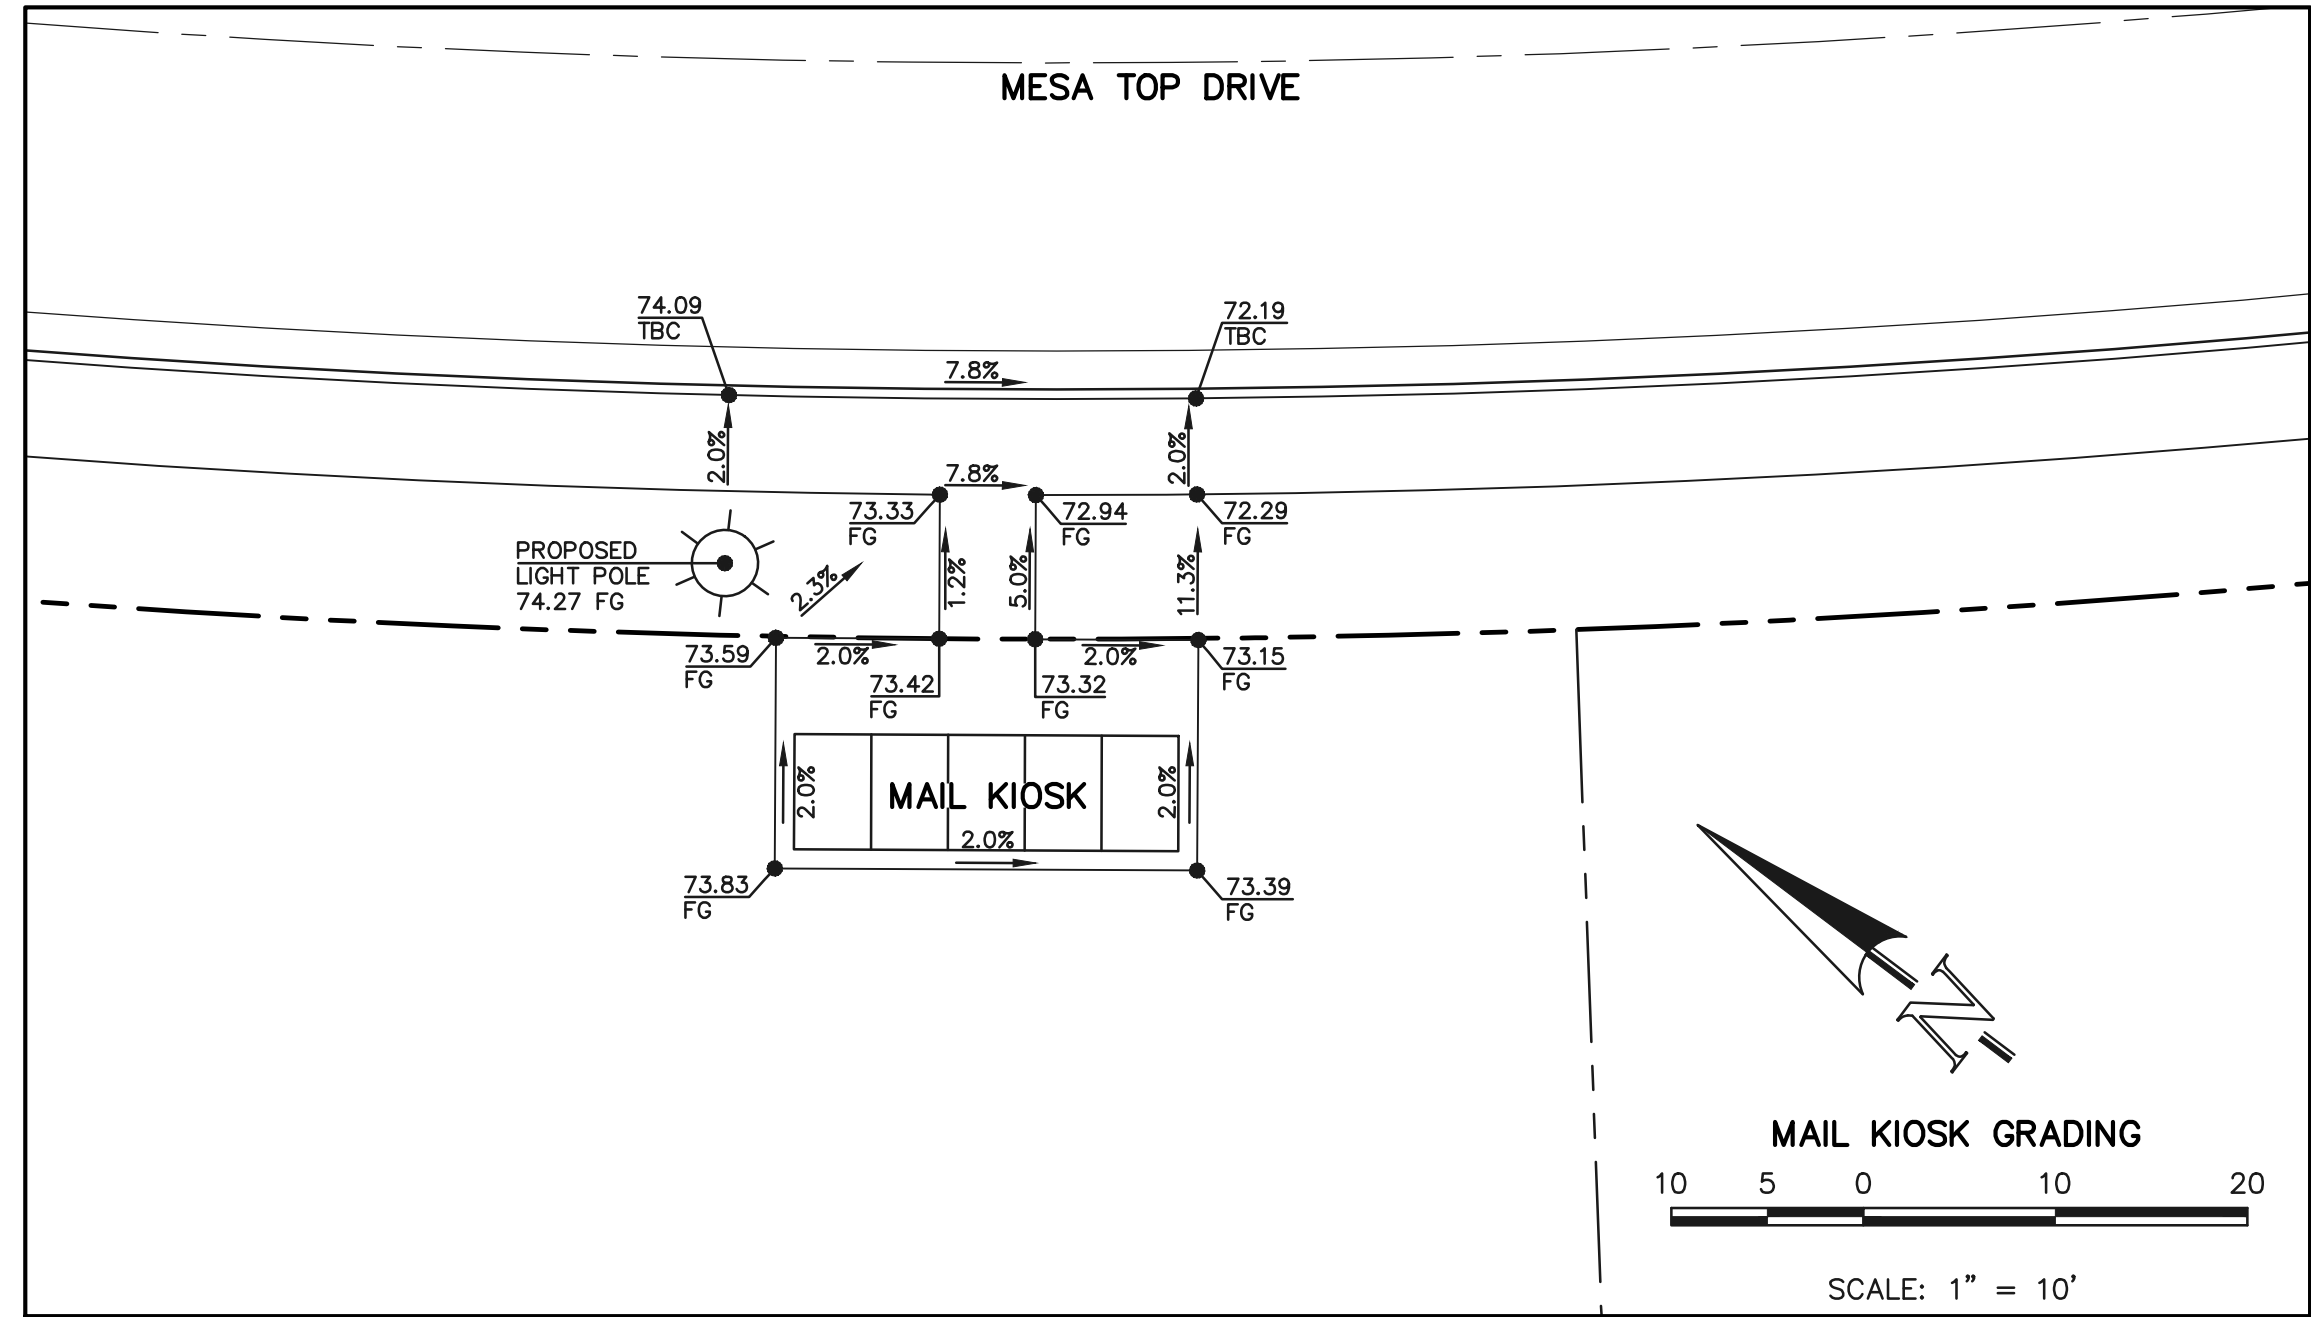 MESA TOP DRIVE
74.09
TBC
72.19
TBC
7.8%
2.0%
2.0%
7.8%
73.33
FG
72.94
FG
72.29
FG
PROPOSED
LIGHT POLE
74.27 FG
2.3%
1.2%
5.0%
11.3%
73.59
FG
2.0%
2.0%
73.15
FG
73.42
FG
73.32
FG
2.0%
MAIL KIOSK
2.0%
2.0%
73.83
FG
73.39
FG
N
MAIL KIOSK GRADING
10 5 0 10 20
SCALE: 1" = 10'